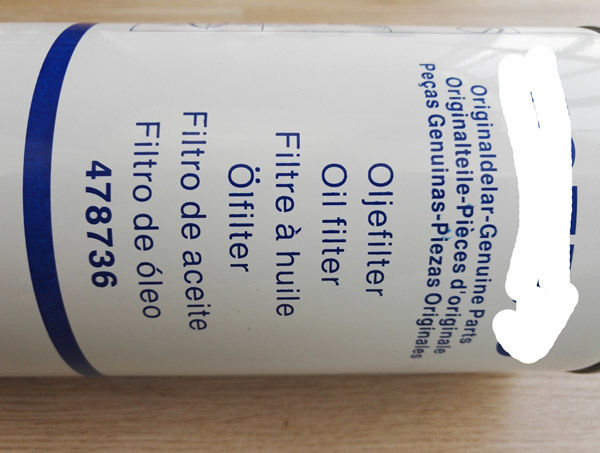 Originaldelar-Genuine Parts
Originalteile-Pièces d'originale
Peças Genuinas-Piezas Originales
Oljefilter
Oil filter
Filtre à huile
Ölfilter
Filtro de aceite
Filtro de óleo
478736